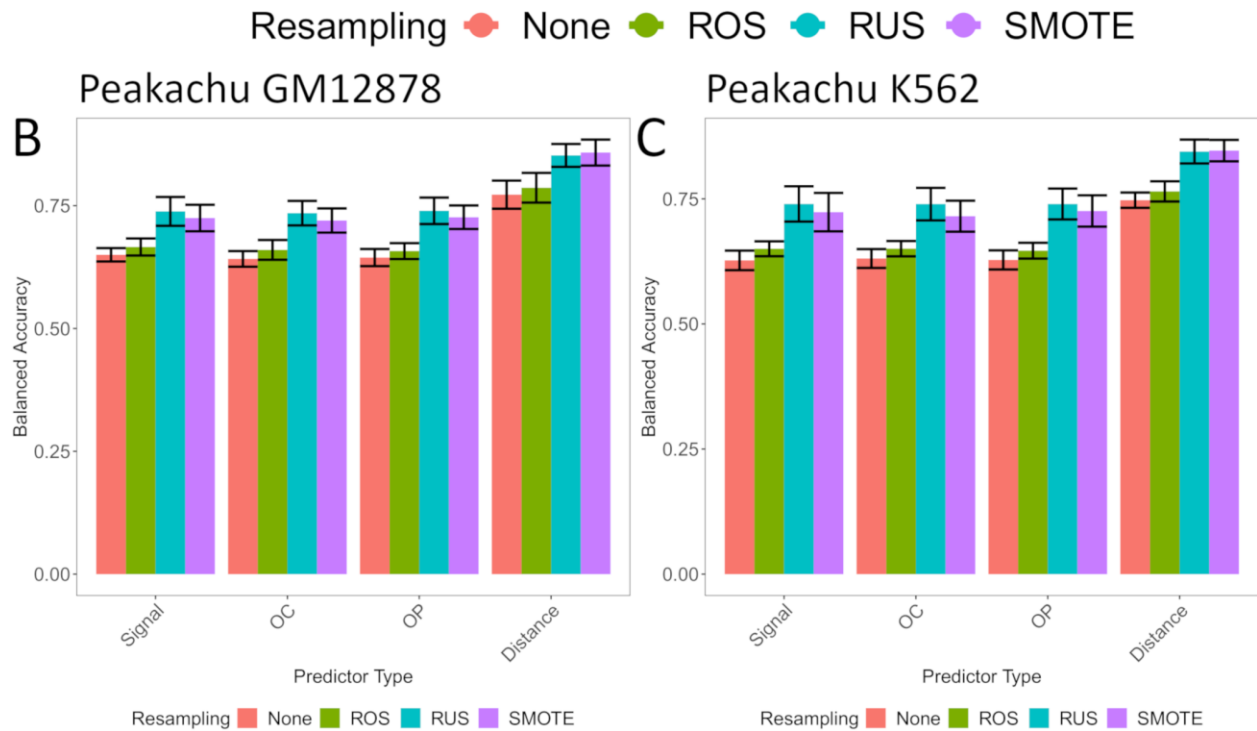 Resampling None ROS RUS SMOTE
Peakachu GM12878
B
Balanced Accuracy
0.75
0.50
0.25
0.00
Signal
OC
OP
Distance
Predictor Type
Resampling None ROS RUS SMOTE
Peakachu K562
C
Balanced Accuracy
0.75
0.50
0.25
0.00
Signal
OC
OP
Distance
Predictor Type
Resampling None ROS RUS SMOTE